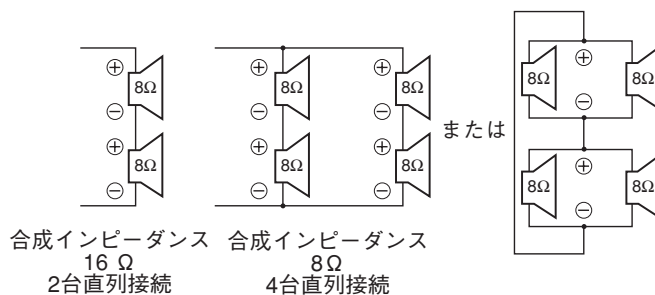 ⊕ ⊕ ⊕
8Ω 8Ω 8Ω 8Ω 8Ω
⊖ ⊖ ⊖
または
⊕ ⊕ ⊕ ⊕
8Ω 8Ω 8Ω 8Ω 8Ω
⊖ ⊖ ⊖ ⊖
合成インピーダンス
16 Ω
2台直列接続
合成インピーダンス
8Ω
4台直列接続